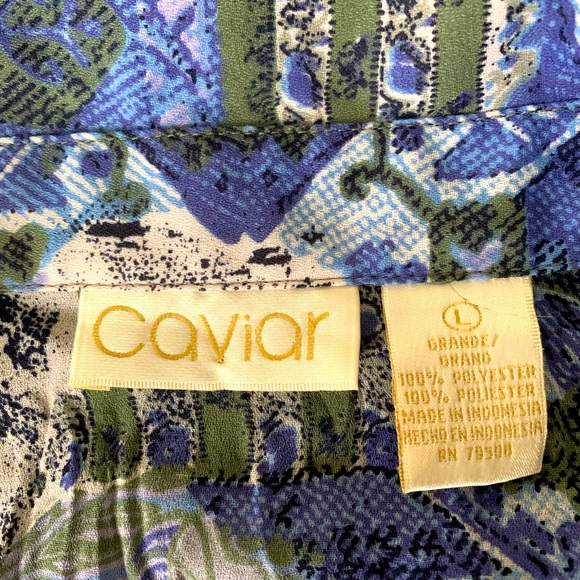 caviar
L
GRANDE/
GRAND
100% POLYESTER
100% POLIESTER
MADE IN INDONESIA
HECHO EN INDONESIA
RN 79508